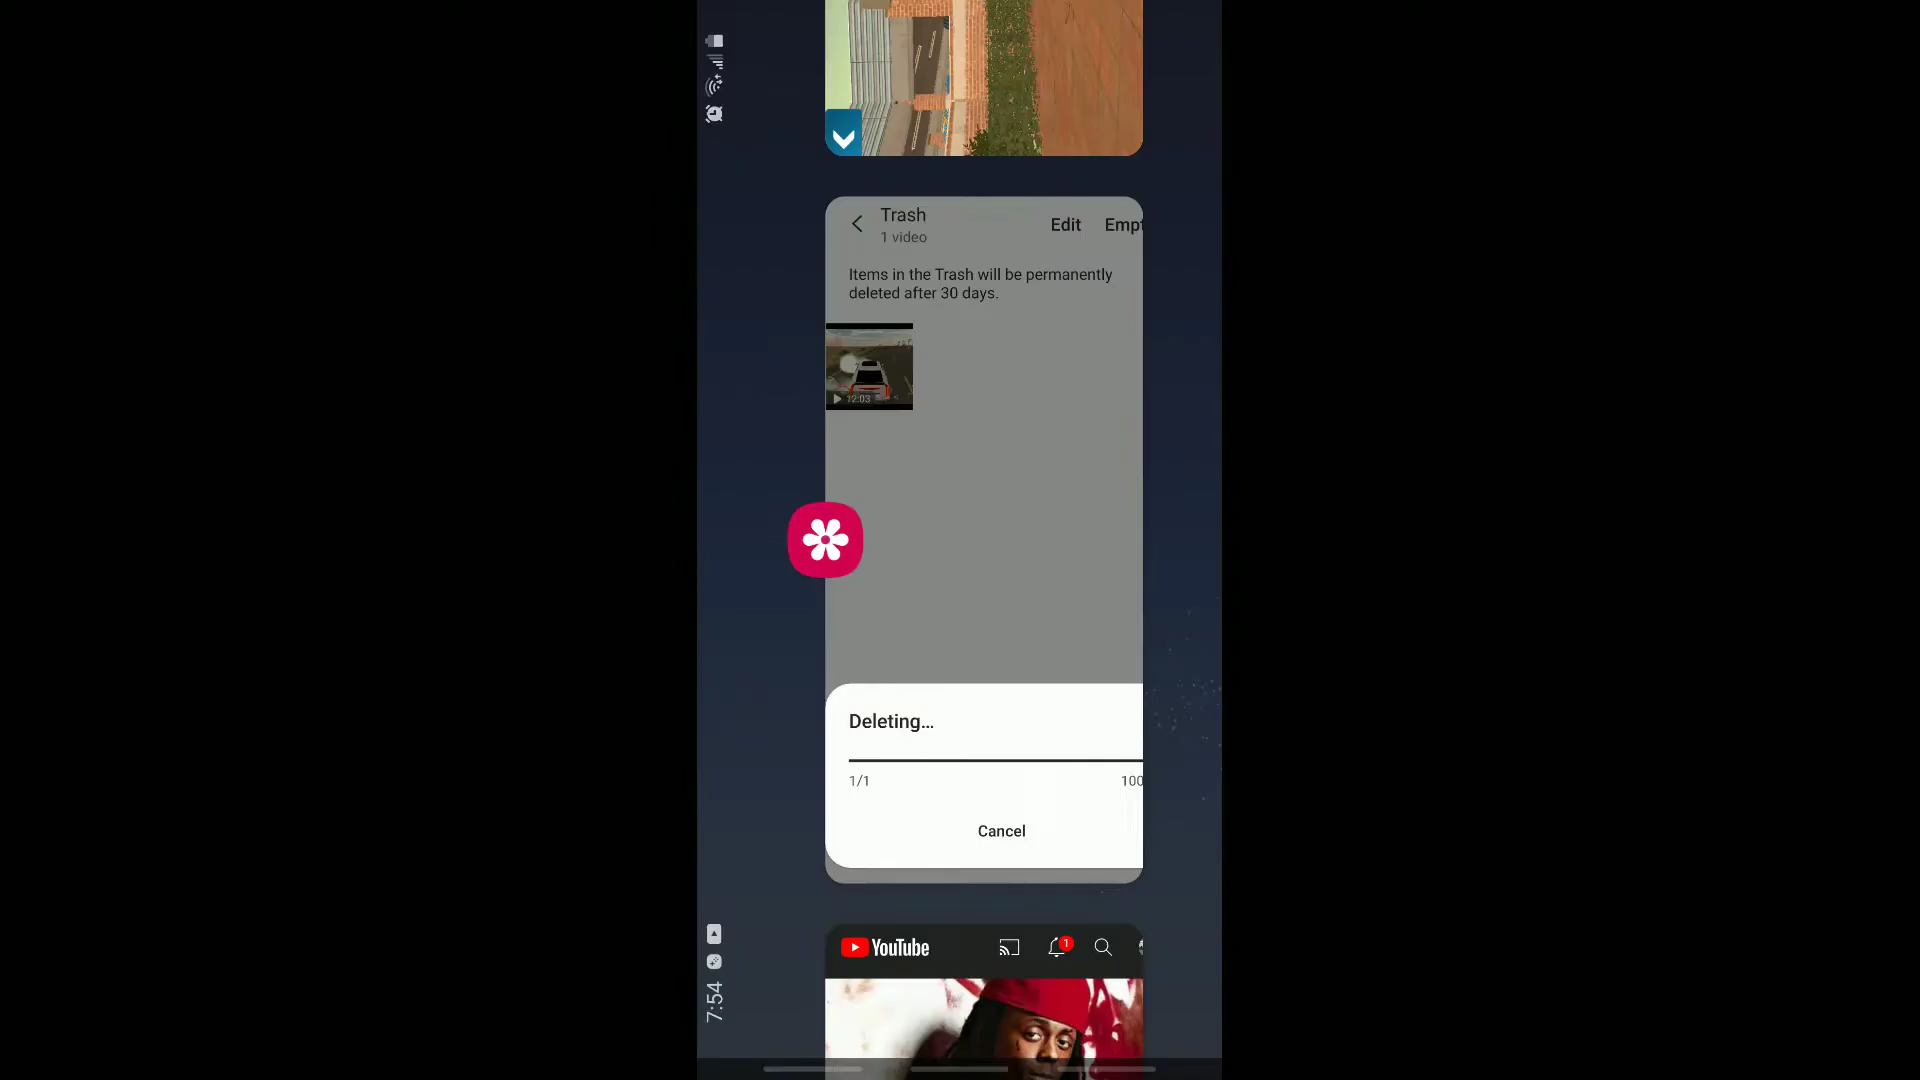 Trash
Edit Empt
1 video
Items in the Trash will be permanently
deleted after 30 days.
12:03
Deleting...
1/1 100
Cancel
YouTube
1
7:54